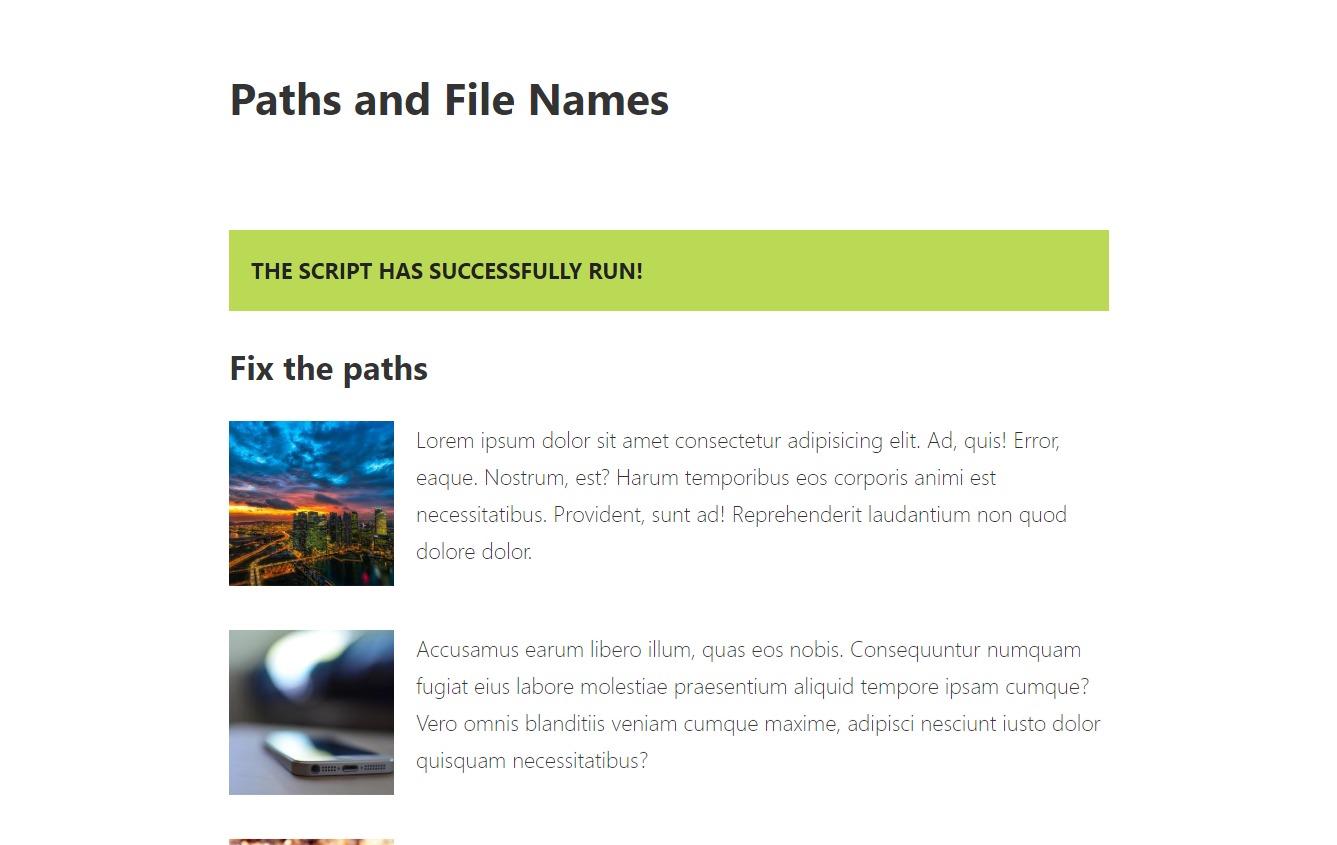 Paths and File Names
THE SCRIPT HAS SUCCESSFULLY RUN!
Fix the paths
Lorem ipsum dolor sit amet consectetur adipisicing elit. Ad, quis! Error,
eaque. Nostrum, est? Harum temporibus eos corporis animi est
necessitatibus. Provident, sunt ad! Reprehenderit laudantium non quod
dolore dolor.
Accusamus earum libero illum, quas eos nobis. Consequuntur numquam
fugiat eius labore molestiae praesentium aliquid tempore ipsam cumque?
Vero omnis blanditiis veniam cumque maxime, adipisci nesciunt iusto dolor
quisquam necessitatibus?